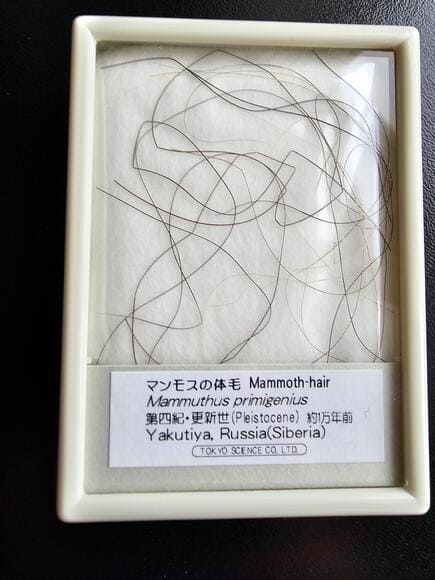 マンモスの体毛 Mammoth-hair
Mammuthus primigenius
第四紀・更新世(Pleistocene) 約1万年前
Yakutiya, Russia(Siberia)
TOKYO SCIENCE CO. LTD.